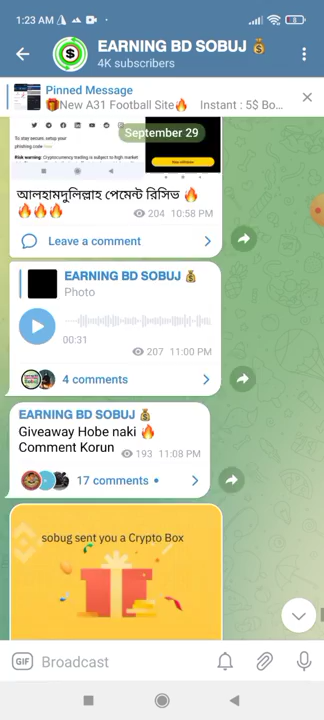 1:23 AM
EARNING BD SOBUJ
4K subscribers
Pinned Message
New A31 Football Site🔥 Instant : 5$ Bo...
To stay secure, setup your
phishing code here
September 29
Risk warning: Cryptocurrency trading is subject to high market
আলহামদুলিল্লাহ পেমেন্ট রিসিভ 🔥
🔥🔥🔥
204 10:58 PM
Leave a comment
EARNING BD SOBUJ
Photo
00:31
207 11:00 PM
4 comments
EARNING BD SOBUJ
Giveaway Hobe naki 🔥
Comment Korun
193 11:08 PM
17 comments
sobug sent you a Crypto Box
GIF Broadcast